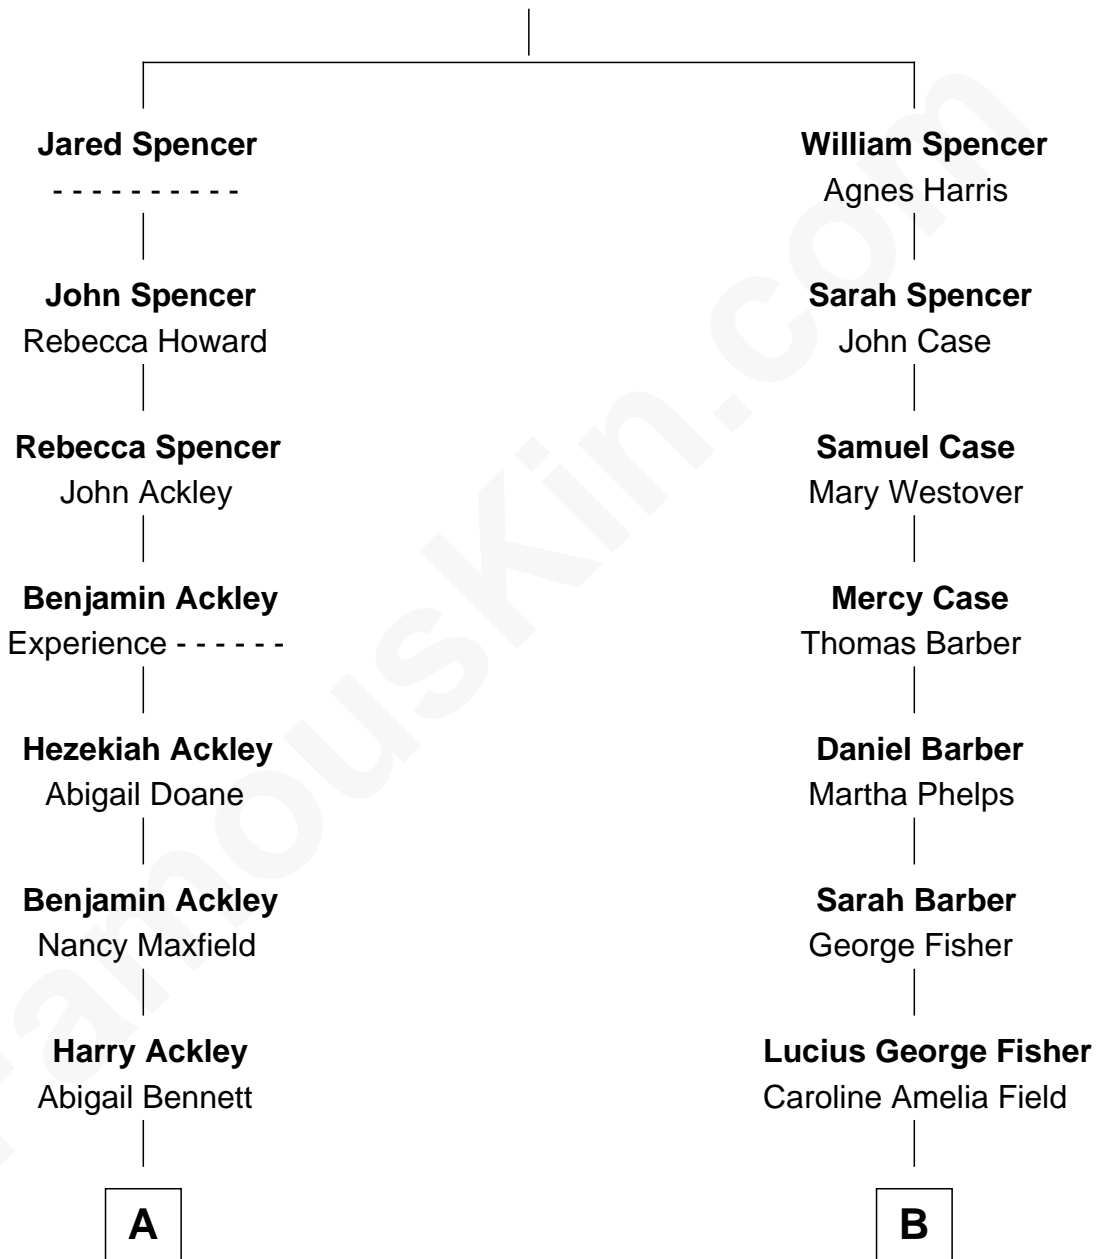 Jared Spencer
- - - - - - - - - -
John Spencer
Rebecca Howard
Rebecca Spencer
John Ackley
Benjamin Ackley
Experience - - - - - -
Hezekiah Ackley
Abigail Doane
Benjamin Ackley
Nancy Maxfield
Harry Ackley
Abigail Bennett
A
William Spencer
Agnes Harris
Sarah Spencer
John Case
Samuel Case
Mary Westover
Mercy Case
Thomas Barber
Daniel Barber
Martha Phelps
Sarah Barber
George Fisher
Lucius George Fisher
Caroline Amelia Field
B
FamousKin.com